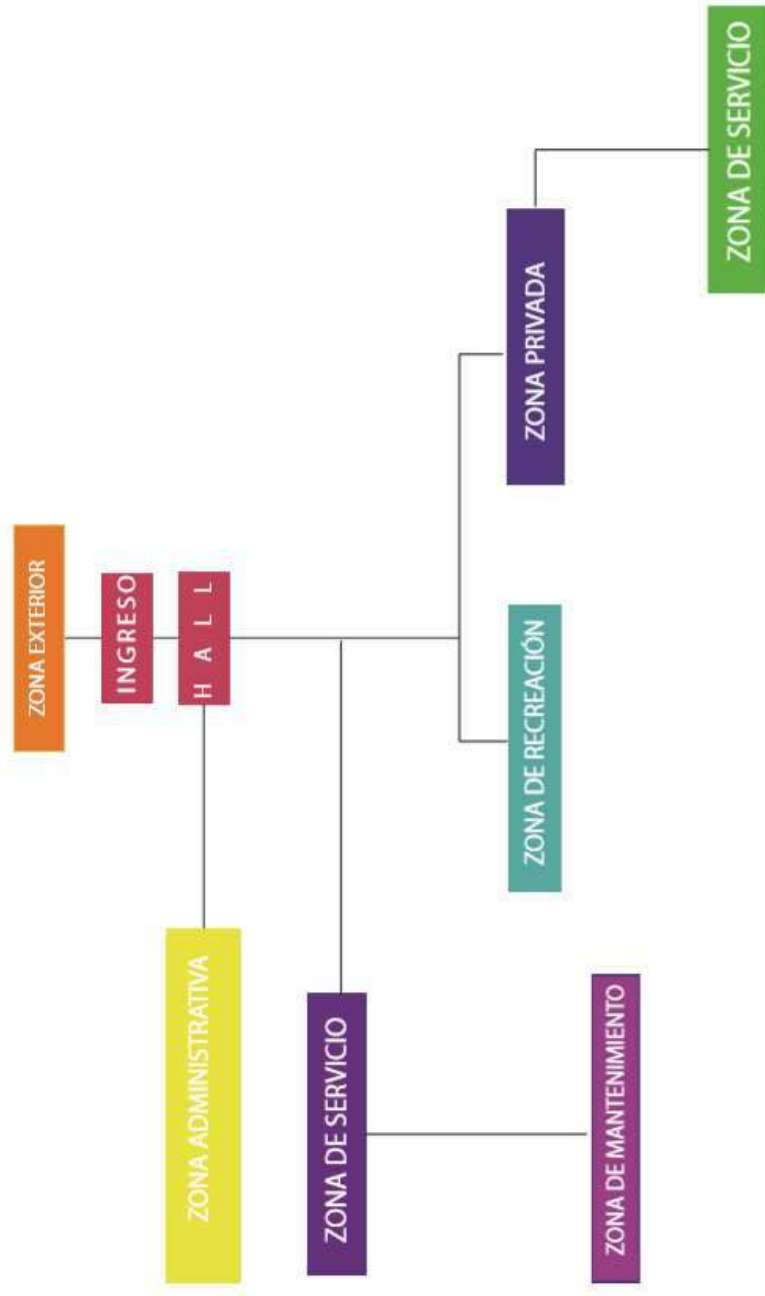 ZONA EXTERIOR
INGRESO
H A L L
ZONA ADMINISTRATIVA
ZONA DE SERVICIO
ZONA DE RECREACIÓN
ZONA PRIVADA
ZONA DE MANTENIMIENTO
ZONA DE SERVICIO